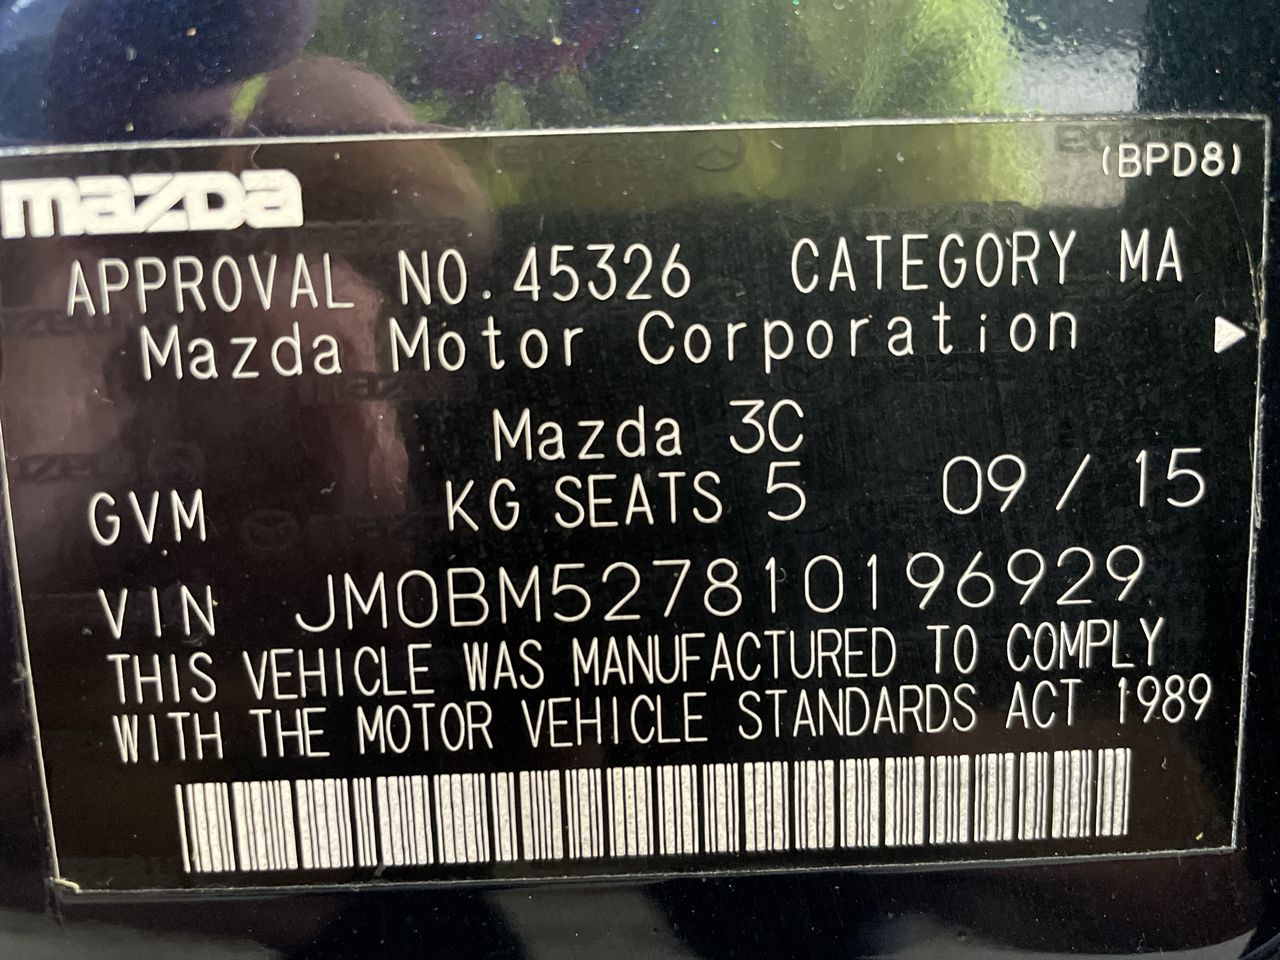 (BPD8)
mazda
APPROVAL NO. 45326 CATEGORY MA
Mazda Motor Corporation
Mazda 3C
GVM KG SEATS 5 09 / 15
VIN JM0BM527810196929
THIS VEHICLE WAS MANUFACTURED TO COMPLY
WITH THE MOTOR VEHICLE STANDARDS ACT 1989